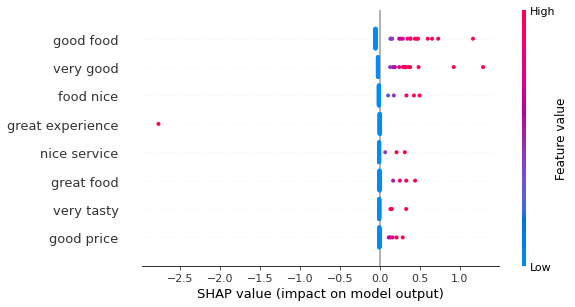 High
good food
very good
food nice
great experience
nice service
great food
very tasty
good price
Feature value
Low
−2.5 −2.0 −1.5 −1.0 −0.5 0.0 0.5 1.0
SHAP value (impact on model output)